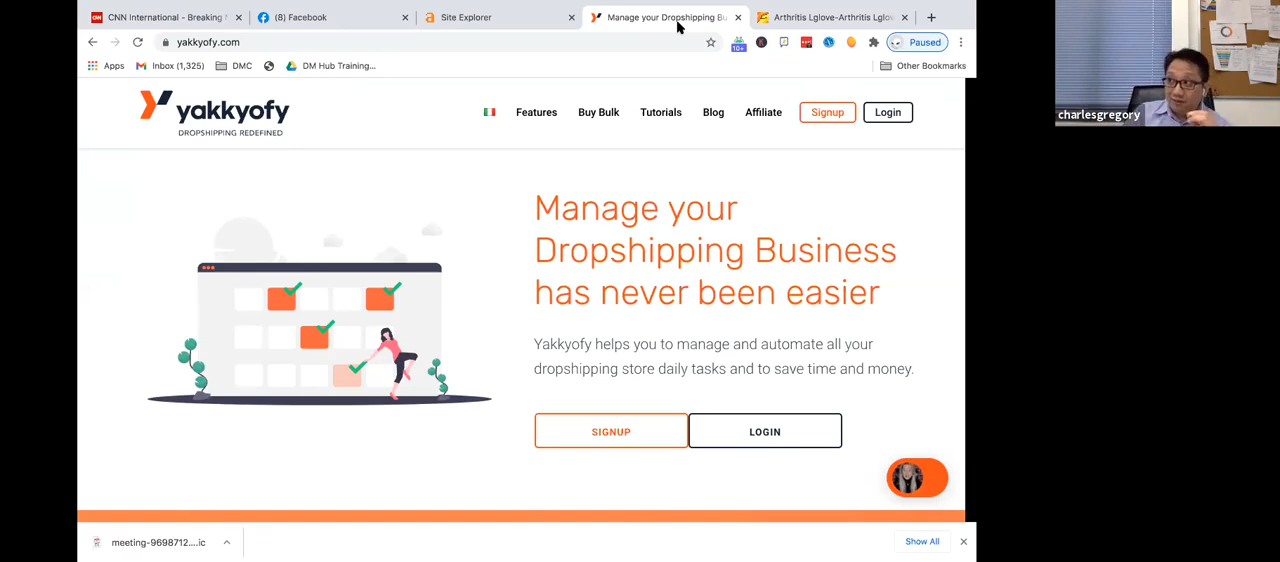 CNN International - Breaking
(8) Facebook
Site Explorer
Manage your Dropshipping Bu
Arthritis Lglove-Arthritis Lglov
yakkyofy.com
10+
Paused
Apps
Inbox (1,325)
DMC
DM Hub Training...
Other Bookmarks
yakkyofy
DROPSHIPPING REDEFINED
Features
Buy Bulk
Tutorials
Blog
Affiliate
Signup
Login
Manage your
Dropshipping Business
has never been easier
Yakkyofy helps you to manage and automate all your
dropshipping store daily tasks and to save time and money.
SIGNUP
LOGIN
meeting-9698712....ic
Show All
charlesgregory